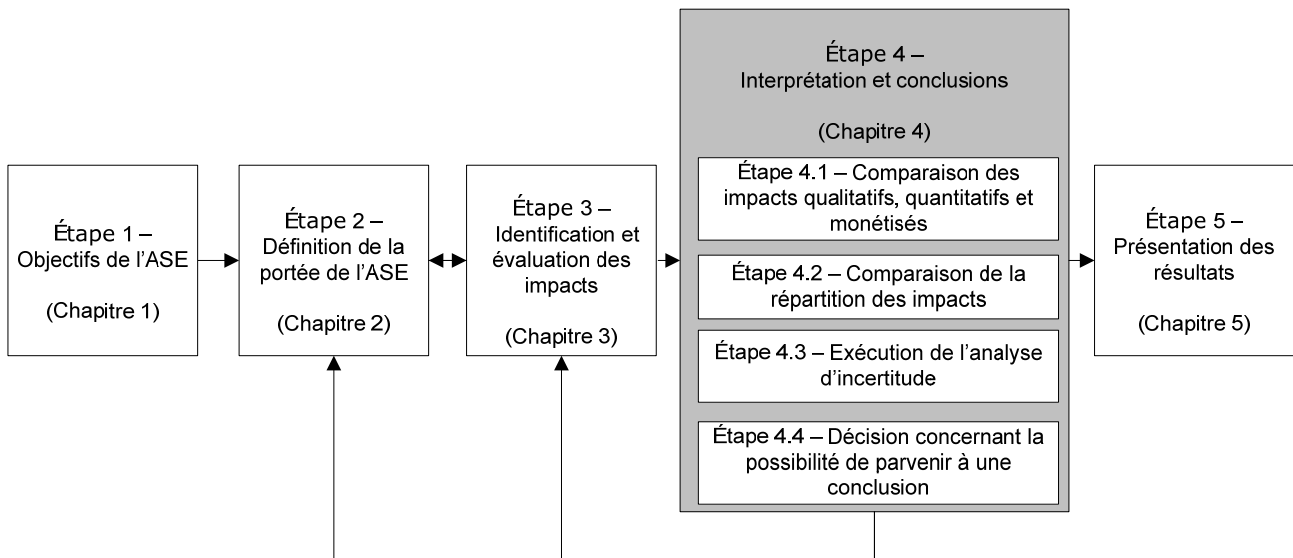 Étape 1 –
Objectifs de l’ASE
(Chapitre 1)
Étape 2 –
Définition de la
portée de l’ASE
(Chapitre 2)
Étape 3 –
Identification et
évaluation des
impacts
(Chapitre 3)
Étape 4 –
Interprétation et conclusions
(Chapitre 4)
Étape 4.1 – Comparaison des
impacts qualitatifs, quantitatifs et
monétisés
Étape 4.2 – Comparaison de la
répartition des impacts
Étape 4.3 – Exécution de l’analyse
d’incertitude
Étape 4.4 – Décision concernant la
possibilité de parvenir à une
conclusion
Étape 5 –
Présentation des
résultats
(Chapitre 5)